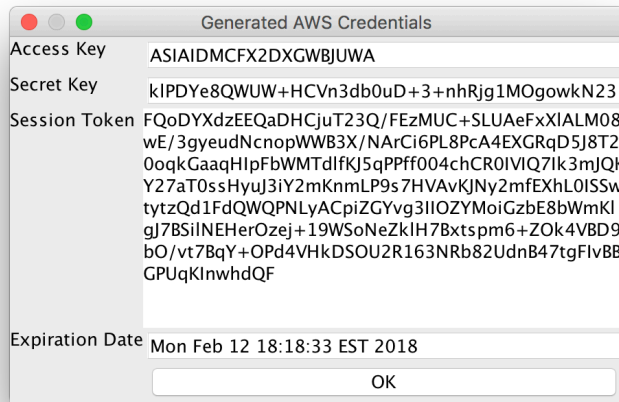 Generated AWS Credentials
Access Key ASIAIDMCFX2DXGWBJUWA
Secret Key klPDYe8QWUW+HCVn3db0uD+3+nhRjg1MOgowkN23
Session Token FQoDYXdzEEQaDHCjuT23Q/FEzMUC+SLUAeFxXlALM08
wE/3gyeudNcnopWWB3X/NArCi6PL8PcA4EXGRqD5J8T2
0oqkGaaqHIpFbWMTdlfKJ5qPPff004chCR0IVIQ7Ik3mJQK
Y27aT0ssHyuJ3iY2mKnmLP9s7HVAvKJNy2mfEXhL0ISSw
tytzQd1FdQWQPNLyACpiZGYvg3IIOZYMoiGzbE8bWmKl
gJ7BSilNEHerOzej+19WSoNeZklH7Bxtspm6+ZOk4VBD9
bO/vt7BqY+OPd4VHkDSOU2R163NRb82UdnB47tgFIvBB
GPUqKInwhdQF
Expiration Date Mon Feb 12 18:18:33 EST 2018
OK